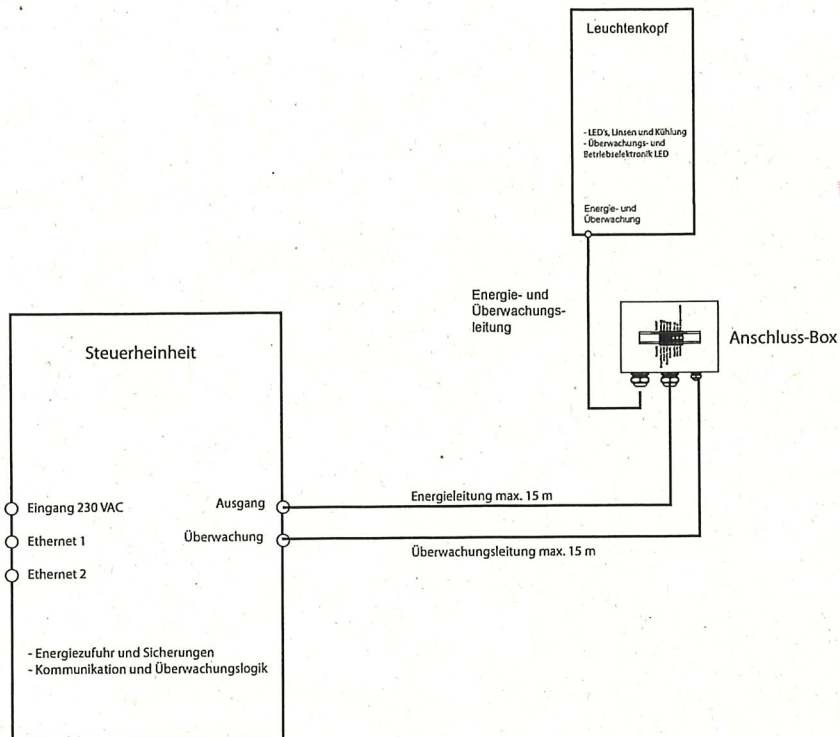 Leuchtenkopf
- LED's, Linsen und Kühlung
- Überwachungs- und
Betriebselektronik LED
Energie- und
Überwachung
Energie- und
Überwachungs-
leitung
Anschluss-Box
Steuerheinheit
Eingang 230 VAC
Ausgang
Energieleitung max. 15 m
Ethernet 1
Überwachung
Überwachungsleitung max. 15 m
Ethernet 2
- Energiezufuhr und Sicherungen
- Kommunikation und Überwachungslogik